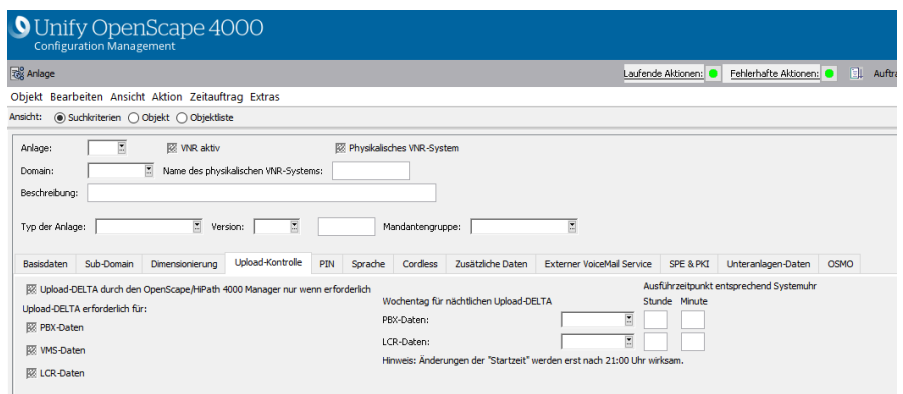 Unify OpenScape 4000
Configuration Management
Anlage Laufende Aktionen: Fehlerhafte Aktionen: Auftra
Objekt Bearbeiten Ansicht Aktion Zeitauftrag Extras
Ansicht: Suchkriterien Objekt Objektliste
Anlage: VNR aktiv Physikalisches VNR-System
Domain: Name des physikalischen VNR-Systems:
Beschreibung:
Typ der Anlage: Version: Mandantengruppe:
Basisdaten Sub-Domain Dimensionierung Upload-Kontrolle PIN Sprache Cordless Zusätzliche Daten Externer VoiceMail Service SPE & PKI Unteranlagen-Daten OSMO
Upload-DELTA durch den OpenScape/HiPath 4000 Manager nur wenn erforderlich
Upload-DELTA erforderlich für:
PBX-Daten
VMS-Daten
LCR-Daten
Ausführzeitpunkt entsprechend Systemuhr
Wochentag für nächtlichen Upload-DELTA Stunde Minute
PBX-Daten:
LCR-Daten:
Hinweis: Änderungen der "Startzeit" werden erst nach 21:00 Uhr wirksam.